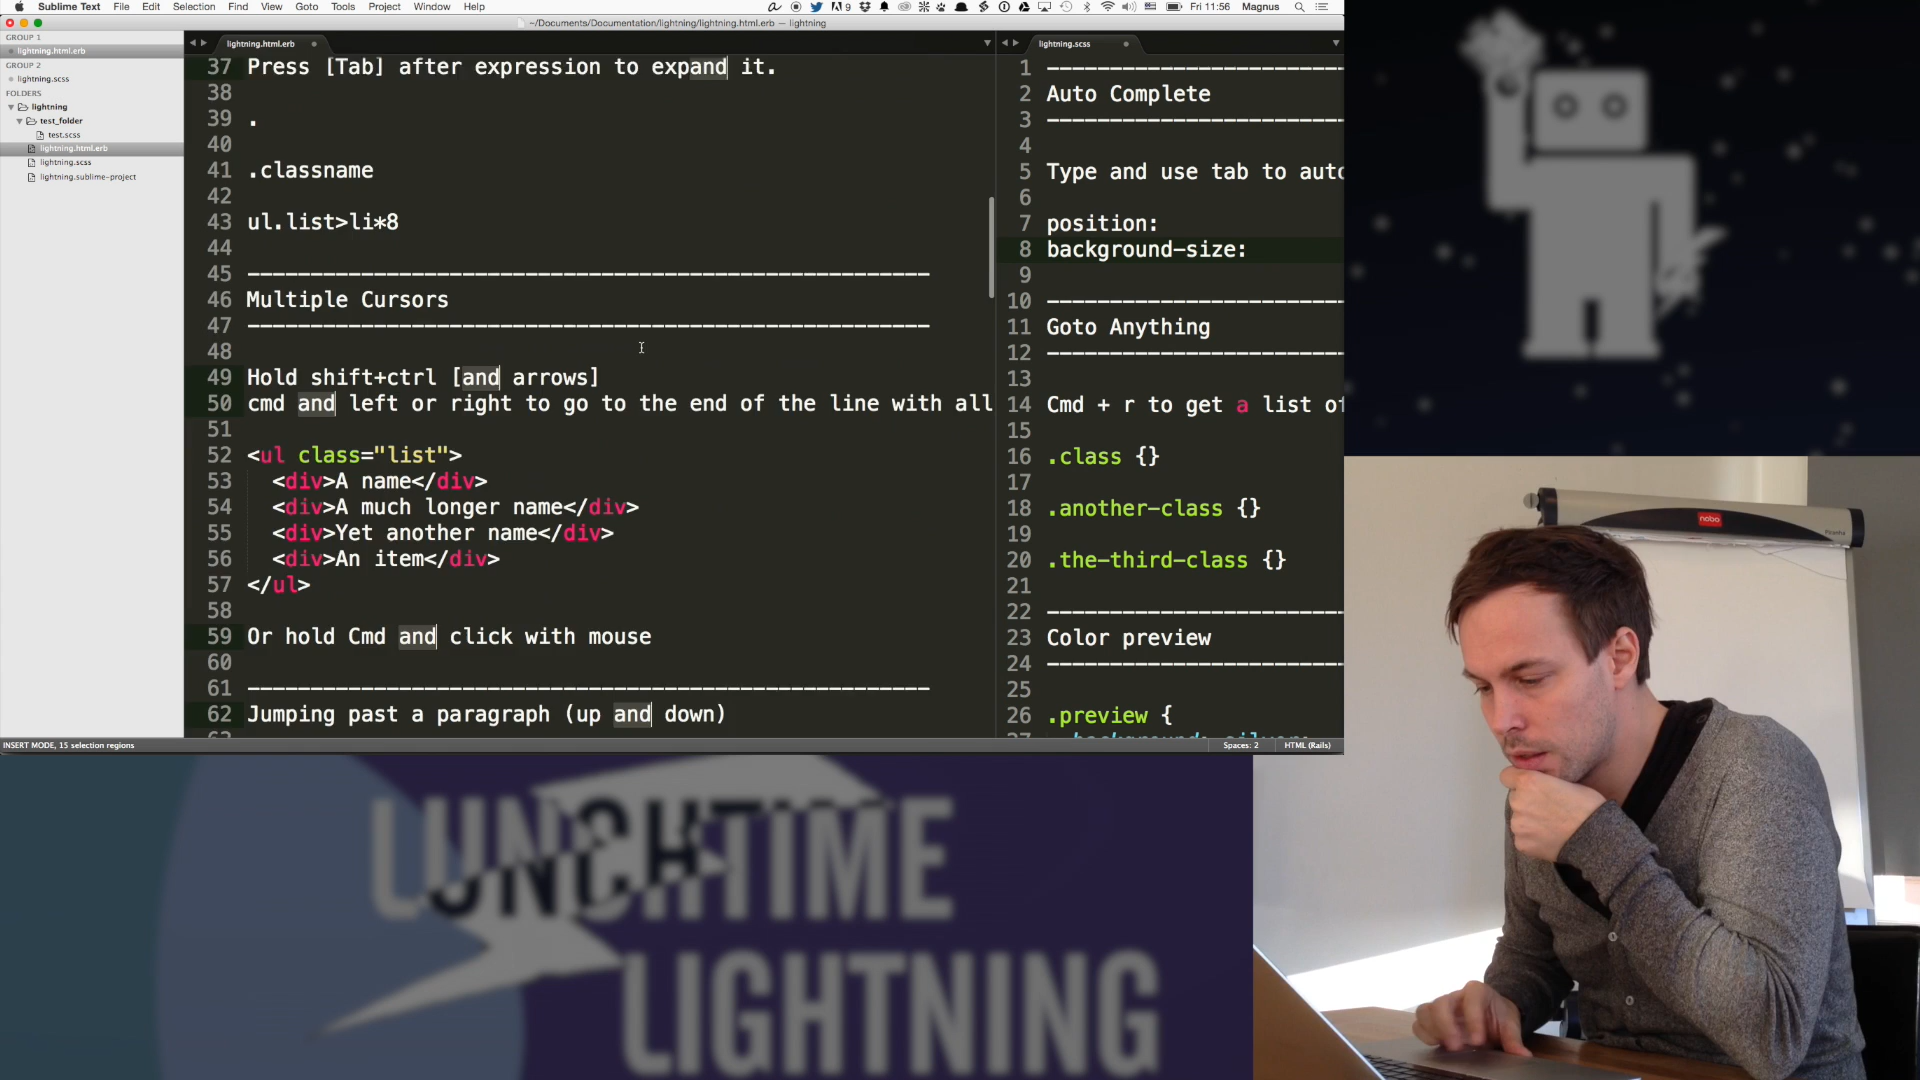 Sublime Text File Edit Selection Find View Goto Tools Project Window Help
9 Fri 11:56 Magnus
~/Documents/Documentation/lightning/lightning.html.erb — lightning
GROUP 1
lightning.html.erb
GROUP 2
lightning.scss
FOLDERS
lightning
test_folder
test.scss
lightning.html.erb
lightning.scss
lightning.sublime-project
lightning.html.erb
37 Press [Tab] after expression to expand it.
38
39 .
40
41 .classname
42
43 ul.list>li*8
44
45 ------------------------------------------------------
46 Multiple Cursors
47 ------------------------------------------------------
48
49 Hold shift+ctrl [and arrows]
50 cmd and left or right to go to the end of the line with all
51
52 <ul class="list">
53 <div>A name</div>
54 <div>A much longer name</div>
55 <div>Yet another name</div>
56 <div>An item</div>
57 </ul>
58
59 Or hold Cmd and click with mouse
60
61 ------------------------------------------------------
62 Jumping past a paragraph (up and down)
lightning.scss
1 ------------------------
2 Auto Complete
3 ------------------------
4
5 Type and use tab to auto
6
7 position:
8 background-size:
9
10 ------------------------
11 Goto Anything
12 ------------------------
13
14 Cmd + r to get a list of
15
16 .class {}
17
18 .another-class {}
19
20 .the-third-class {}
21
22 ------------------------
23 Color preview
24 ------------------------
25
26 .preview {
INSERT MODE, 15 selection regions
Spaces: 2 HTML (Rails)
nobo
LUNCHTIME
LIGHTNING